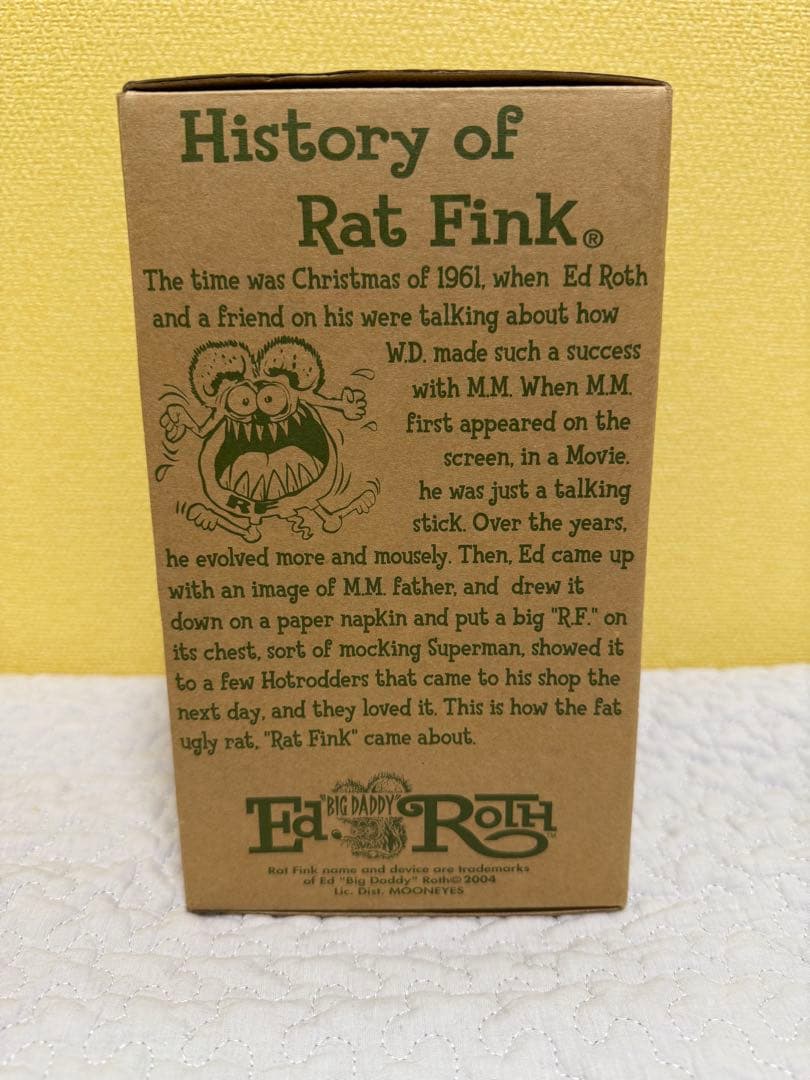 History of
Rat Fink®
The time was Christmas of 1961, when Ed Roth
and a friend on his were talking about how
W.D. made such a success
with M.M. When M.M.
first appeared on the
screen, in a Movie.
he was just a talking
stick. Over the years,
RF
he evolved more and mousely. Then, Ed came up
with an image of M.M. father, and drew it
down on a paper napkin and put a big "R.F." on
its chest, sort of mocking Superman, showed it
to a few Hotrodders that came to his shop the
next day, and they loved it. This is how the fat
ugly rat, "Rat Fink" came about.
Ed "BIG DADDY" Roth™
Rat Fink name and device are trademarks
of Ed "Big Daddy" Roth© 2004
Lic. Dist. MOONEYES